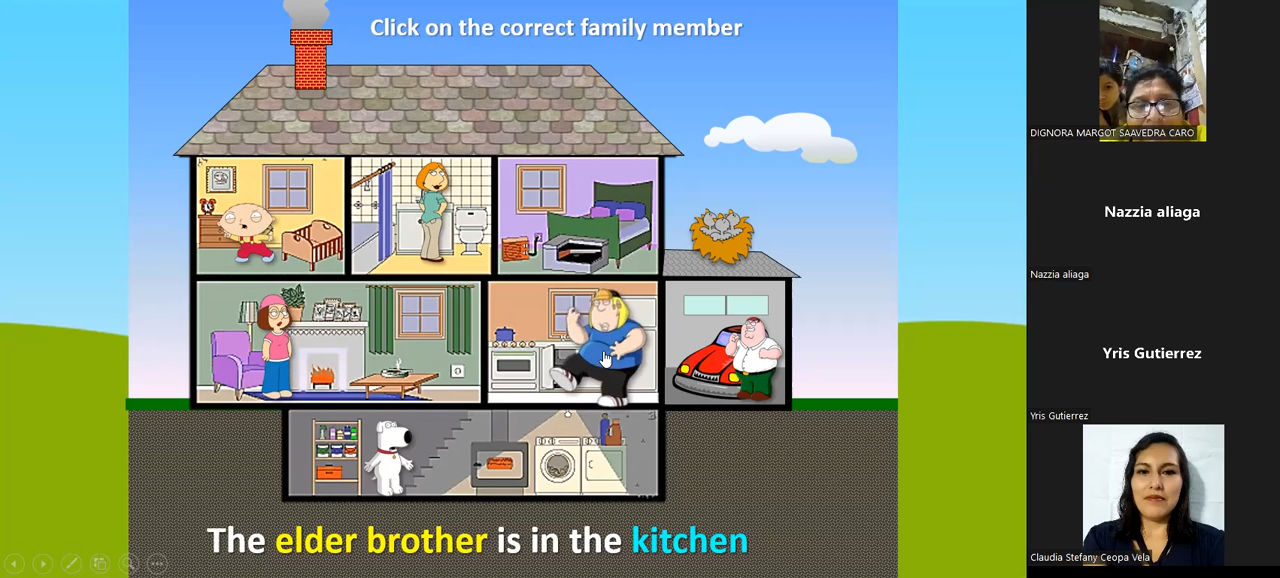 Click on the correct family member
The elder brother is in the kitchen
DIGNORA MARGOT SAAVEDRA CARO
Nazzia aliaga
Nazzia aliaga
Yris Gutierrez
Yris Gutierrez
Claudia Stefany Ceopa Vela